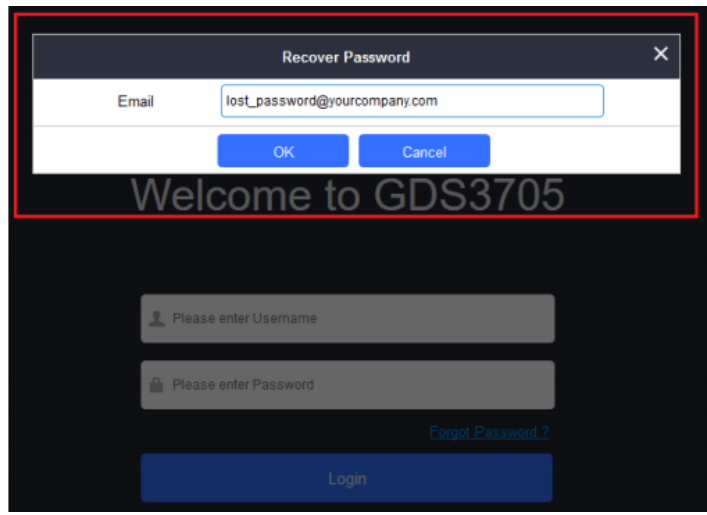 Recover Password
Email lost_password@yourcompany.com
OK Cancel
Welcome to GDS3705
Please enter Username
Please enter Password
Forgot Password ?
Login